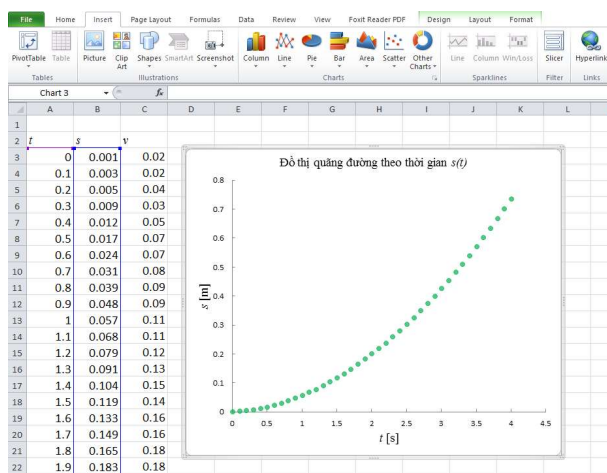 File Home Insert Page Layout Formulas Data Review View Foxit Reader PDF Design Layout Format
PivotTable Table Picture Clip Art Shapes SmartArt Screenshot Column Line Pie Bar Area Scatter Other Charts Line Column Win/Loss Slicer Hyperlink
Tables Illustrations Charts Sparklines Filter Links
Chart 3 fx
A B C D E F G H I J K L
1
2 t s v
3 0 0.001 0.02
4 0.1 0.003 0.02
5 0.2 0.005 0.04
6 0.3 0.009 0.03
7 0.4 0.012 0.05
8 0.5 0.017 0.07
9 0.6 0.024 0.07
10 0.7 0.031 0.08
11 0.8 0.039 0.09
12 0.9 0.048 0.09
13 1 0.057 0.11
14 1.1 0.068 0.11
15 1.2 0.079 0.12
16 1.3 0.091 0.13
17 1.4 0.104 0.15
18 1.5 0.119 0.14
19 1.6 0.133 0.16
20 1.7 0.149 0.16
21 1.8 0.165 0.18
22 1.9 0.183 0.18
Đồ thị quãng đường theo thời gian s(t)
0.8
0.7
0.6
0.5
0.4
0.3
0.2
0.1
0
s [m]
0 0.5 1 1.5 2 2.5 3 3.5 4 4.5
t [s]